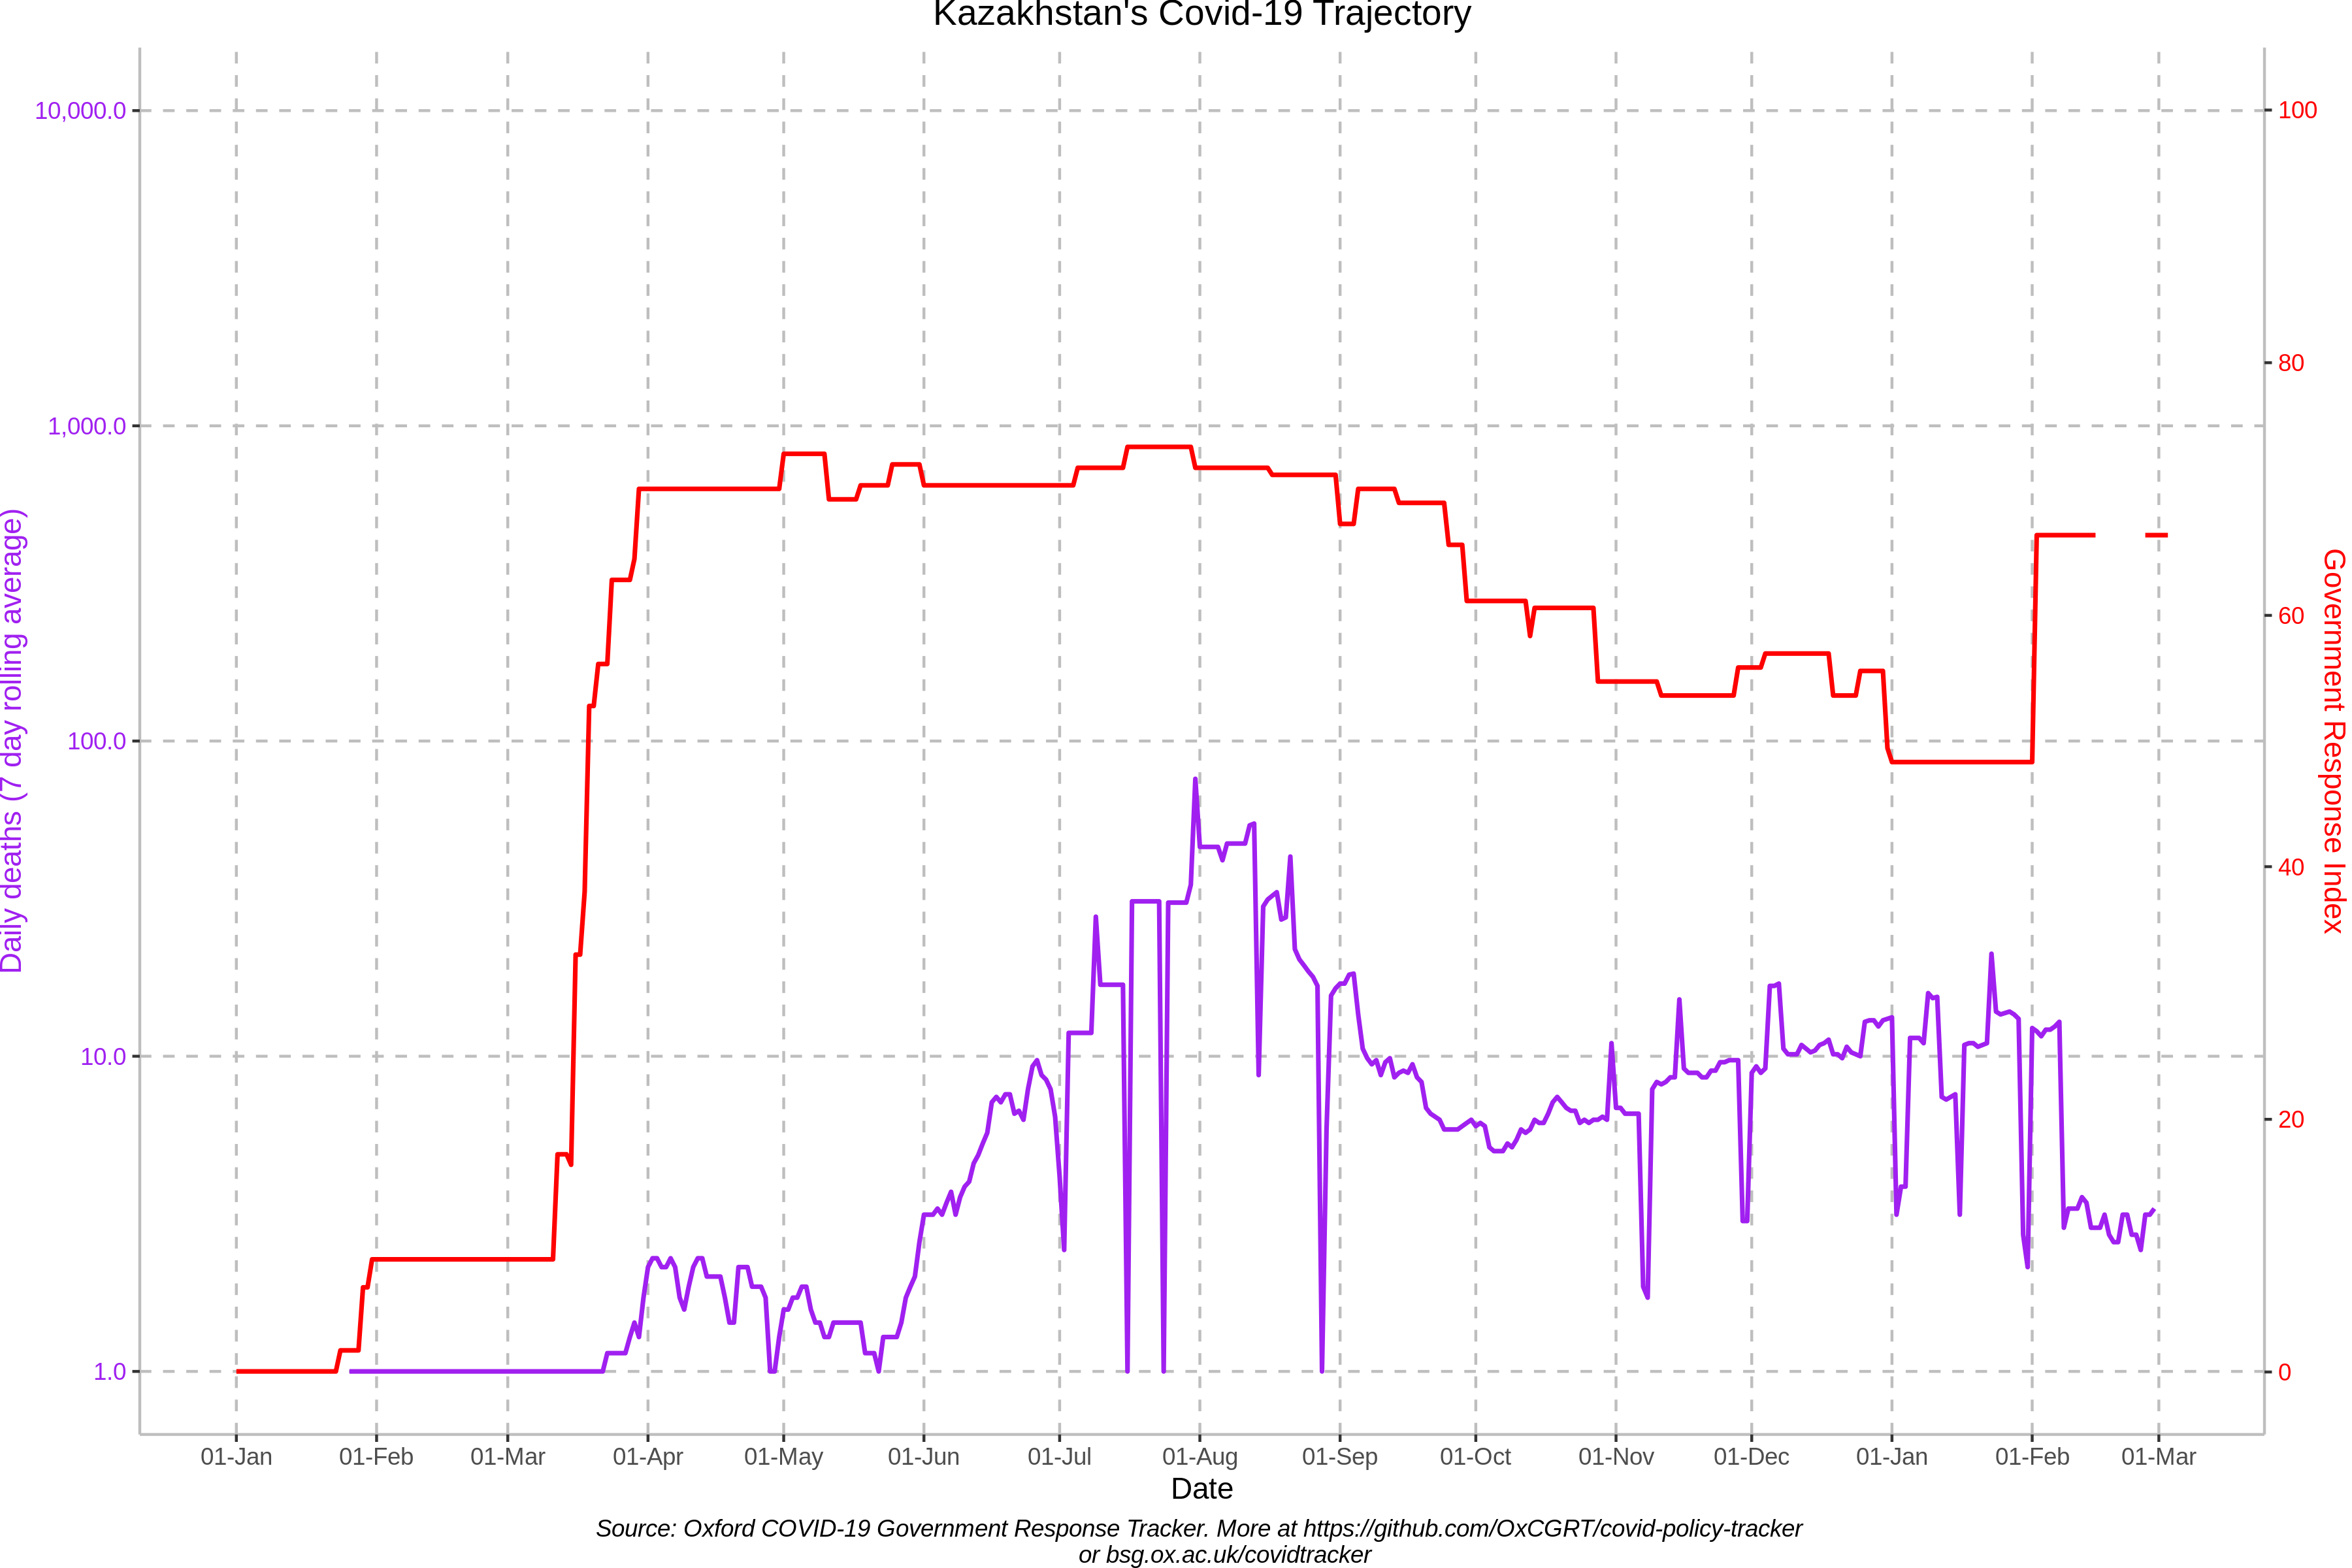 Kazakhstan's Covid-19 Trajectory
10,000.0
1,000.0
100.0
10.0
1.0
Daily deaths (7 day rolling average)
100
80
60
40
20
0
Government Response Index
01-Jan 01-Feb 01-Mar 01-Apr 01-May 01-Jun 01-Jul 01-Aug 01-Sep 01-Oct 01-Nov 01-Dec 01-Jan 01-Feb 01-Mar
Date
Source: Oxford COVID-19 Government Response Tracker. More at https://github.com/OxCGRT/covid-policy-tracker
or bsg.ox.ac.uk/covidtracker